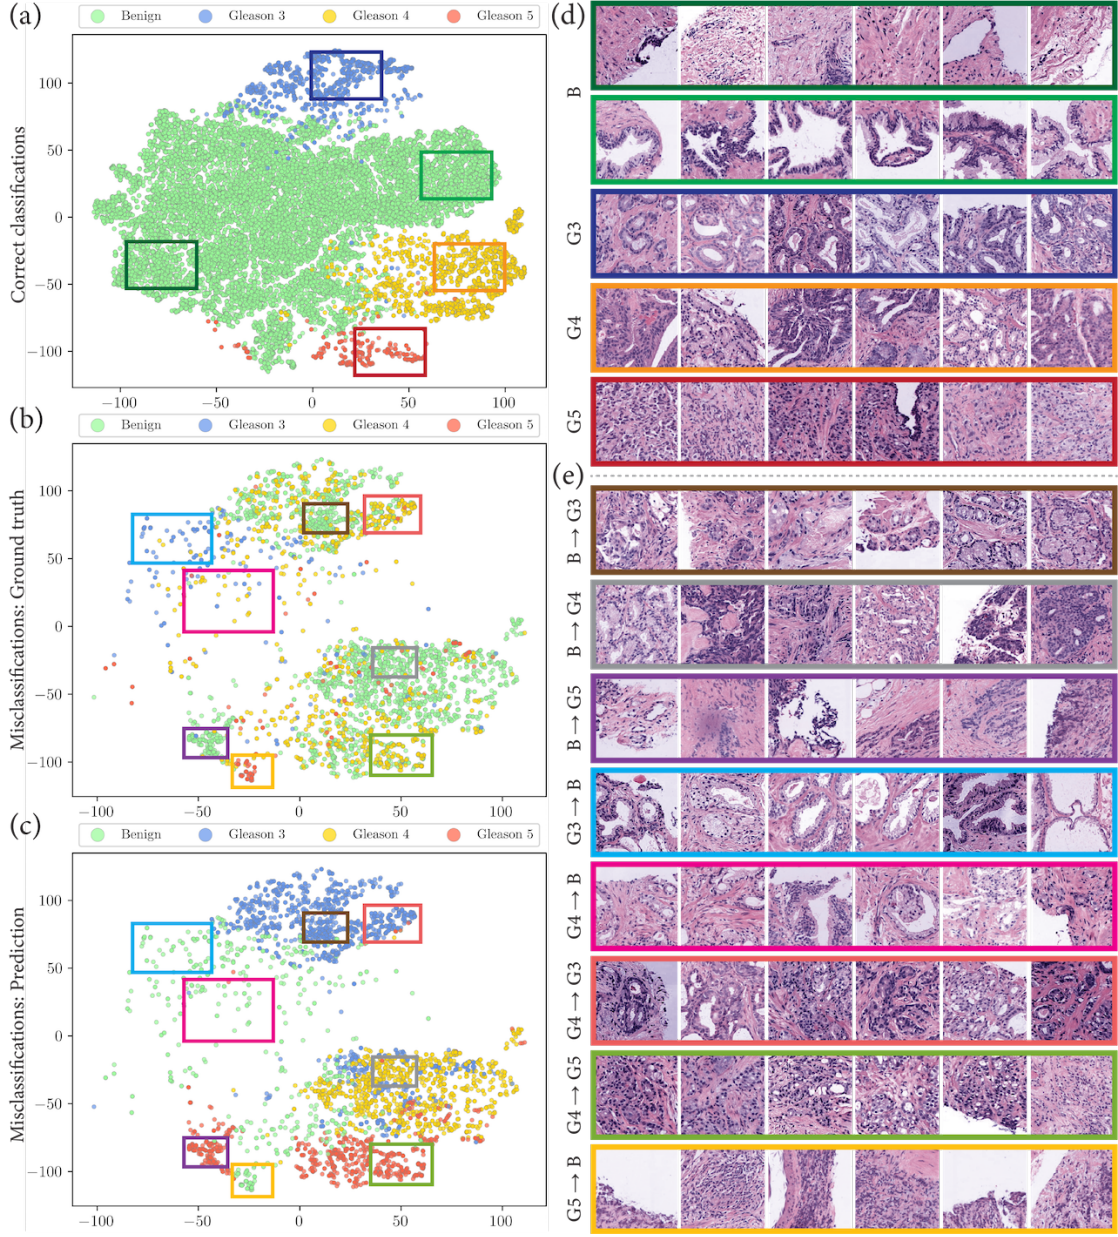 (a)
Benign Gleason 3 Gleason 4 Gleason 5
Correct classifications
100
50
0
−50
−100
−100 −50 0 50 100
(b)
Benign Gleason 3 Gleason 4 Gleason 5
Misclassifications: Ground truth
100
50
0
−50
−100
−100 −50 0 50 100
(c)
Benign Gleason 3 Gleason 4 Gleason 5
Misclassifications: Prediction
100
50
0
−50
−100
−100 −50 0 50 100
(d)
B
G3
G4
G5
(e)
B → G3
B → G4
B → G5
G3 → B
G4 → B
G4 → G3
G4 → G5
G5 → B